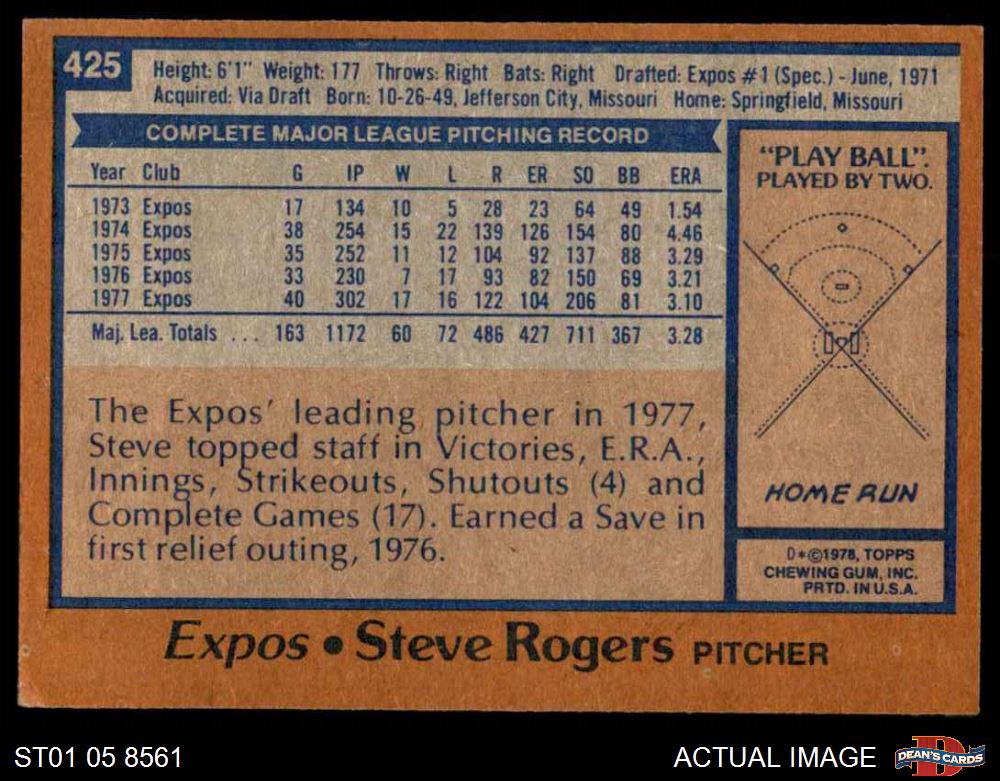 425
Height: 6'1" Weight: 177 Throws: Right Bats: Right Drafted: Expos #1 (Spec.) - June, 1971
Acquired: Via Draft Born: 10-26-49, Jefferson City, Missouri Home: Springfield, Missouri
COMPLETE MAJOR LEAGUE PITCHING RECORD
Year Club G IP W L R ER SO BB ERA
1973 Expos 17 134 10 5 28 23 64 49 1.54
1974 Expos 38 254 15 22 139 126 154 80 4.46
1975 Expos 35 252 11 12 104 92 137 88 3.29
1976 Expos 33 230 7 17 93 82 150 69 3.21
1977 Expos 40 302 17 16 122 104 206 81 3.10
Maj. Lea. Totals ... 163 1172 60 72 486 427 711 367 3.28
The Expos' leading pitcher in 1977,
Steve topped staff in Victories, E.R.A.,
Innings, Strikeouts, Shutouts (4) and
Complete Games (17). Earned a Save in
first relief outing, 1976.
"PLAY BALL".
PLAYED BY TWO.
HOME RUN
D*©1978, TOPPS
CHEWING GUM, INC.
PRTD. IN U.S.A.
Expos • Steve Rogers PITCHER
ST01 05 8561
ACTUAL IMAGE
DEAN'S CARDS